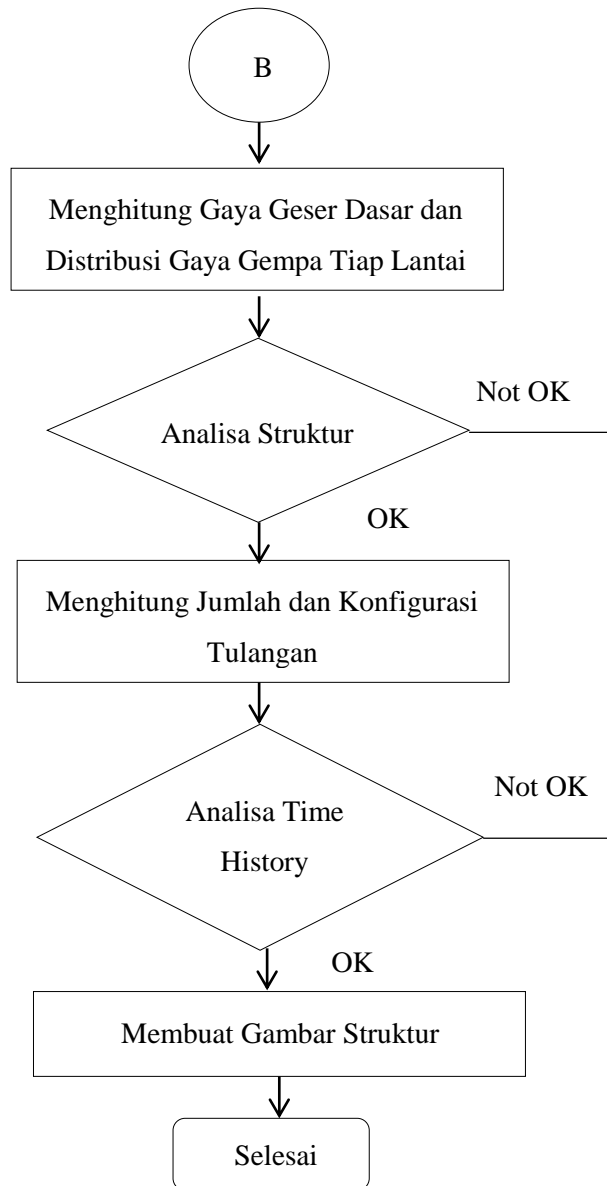 B
Menghitung Gaya Geser Dasar dan
Distribusi Gaya Gempa Tiap Lantai
Not OK
Analisa Struktur
OK
Menghitung Jumlah dan Konfigurasi
Tulangan
Not OK
Analisa Time
History
OK
Membuat Gambar Struktur
Selesai